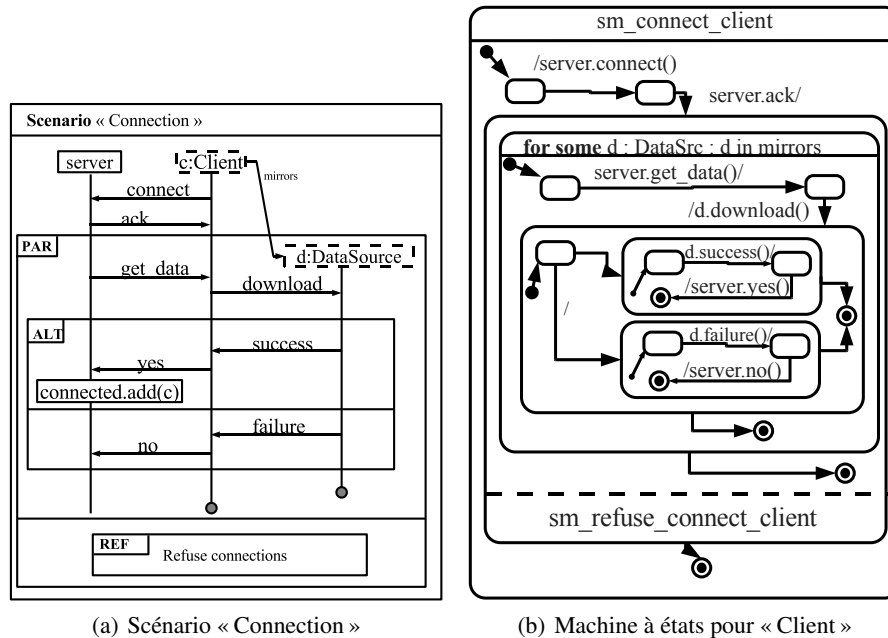 Scenario « Connection »
server
c:Client
mirrors
connect
ack
PAR
d:DataSource
get_data
download
ALT
success
yes
connected.add(c)
failure
no
REF
Refuse connections
(a) Scénario « Connection »
sm_connect_client
/server.connect()
server.ack/
for some d : DataSrc : d in mirrors
server.get_data()/
/d.download()
d.success()/
/server.yes()
/
d.failure()/
/server.no()
sm_refuse_connect_client
(b) Machine à états pour « Client »